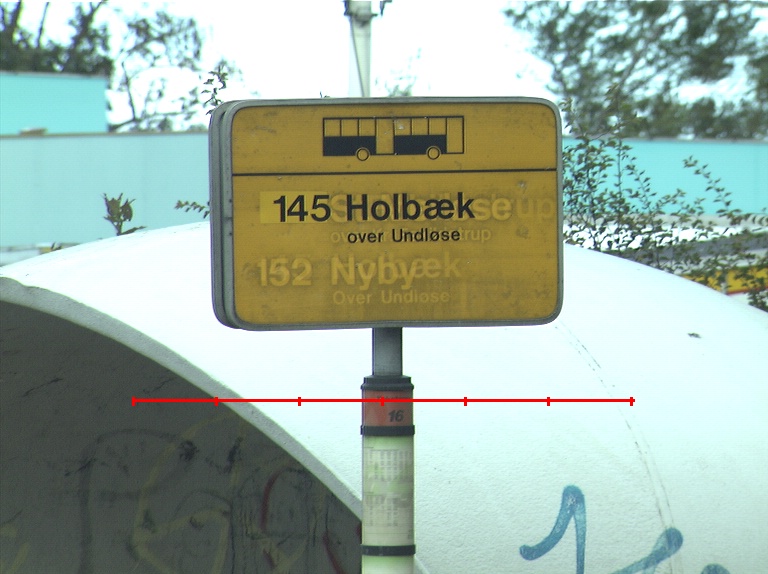 145 Holbæk
over Undløse
152 Nybyæk
Over Undløse
16